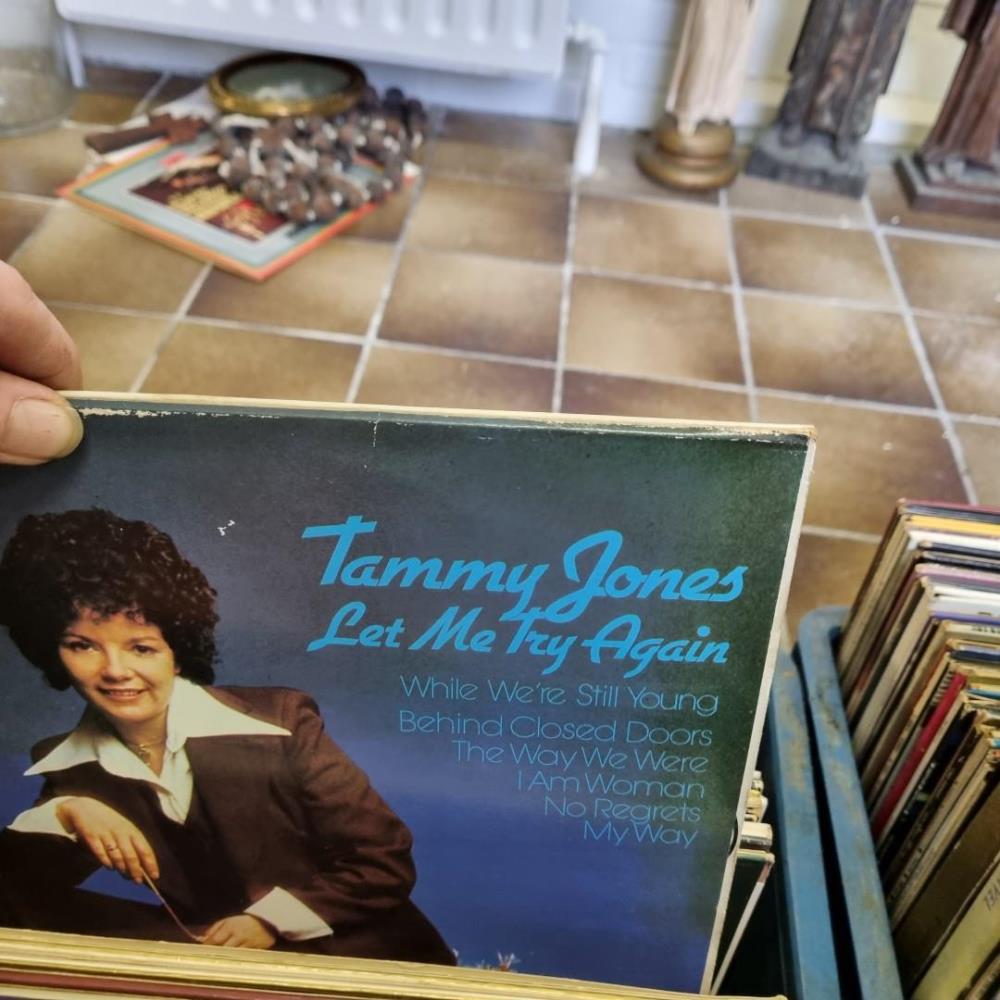 Tammy Jones
Let Me Try Again
While We're Still Young
Behind Closed Doors
The Way We Were
I Am Woman
No Regrets
My Way